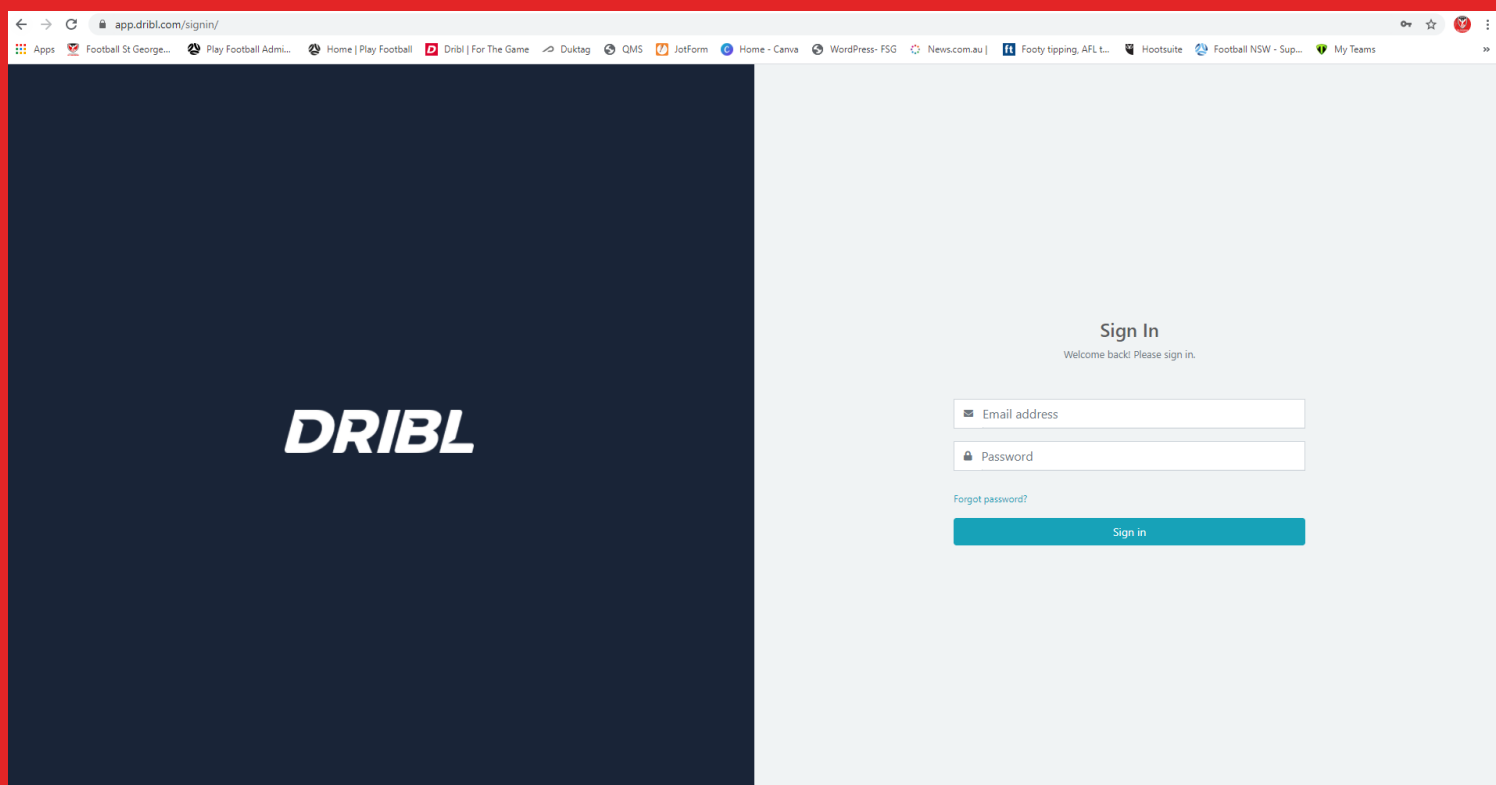 app.dribl.com/signin/
Apps Football St George... Play Football Admi... Home | Play Football D Dribl | For The Game Duktag QMS JotForm C Home - Canva WordPress- FSG News.com.au | ft Footy tipping, AFL t... Hootsuite Football NSW - Sup... My Teams »
Sign In
Welcome back! Please sign in.
DRIBL
Email address
Password
Forgot password?
Sign in